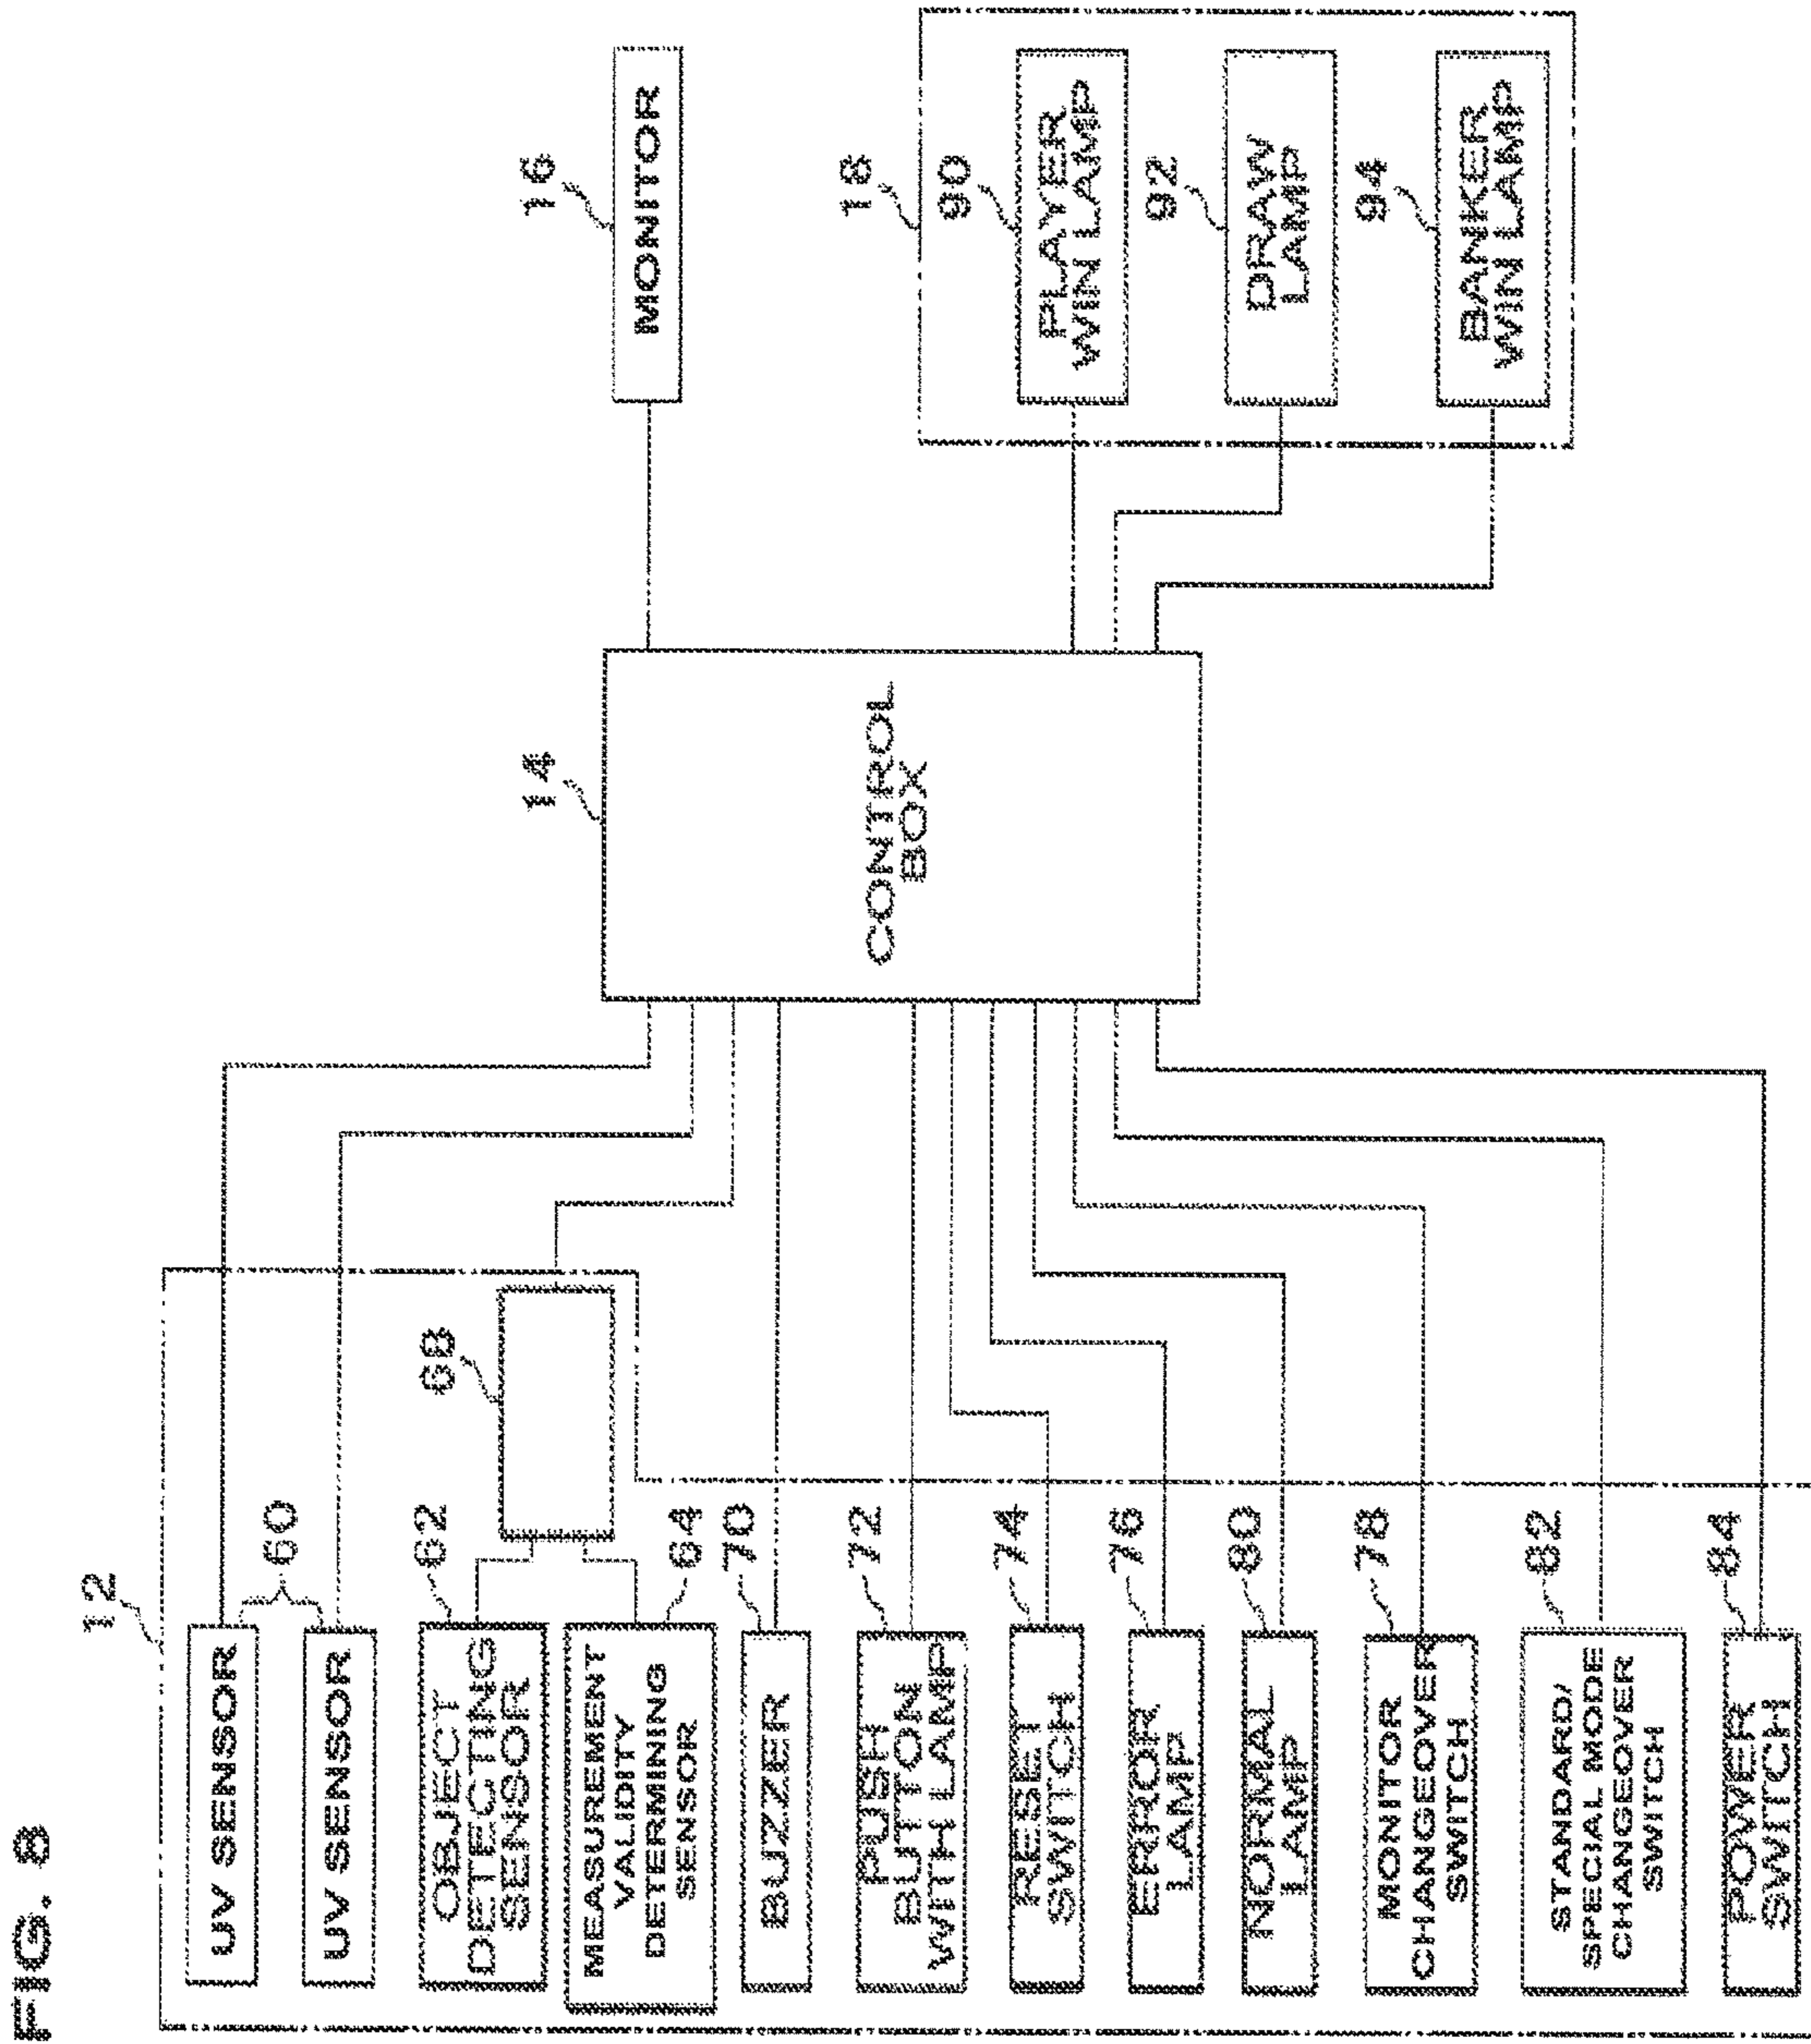 FIG. 8
12
UV SENSOR
60
UV SENSOR
OBJECT
DETECTING
SENSOR
62
68
MEASUREMENT
VALIDITY
DETERMINING
SENSOR
64
BUZZER
70
PUSH
BUTTON
WITH LAMP
72
RESET
SWITCH
74
ERROR
LAMP
76
NORMAL
LAMP
80
MONITOR
CHANGEOVER
SWITCH
78
STANDARD/
SPECIAL MODE
CHANGEOVER
SWITCH
82
POWER
SWITCH
84
14
CONTROL
BOX
16
MONITOR
18
90
PLAYER
WIN LAMP
92
DRAW
LAMP
94
BANKER
WIN LAMP